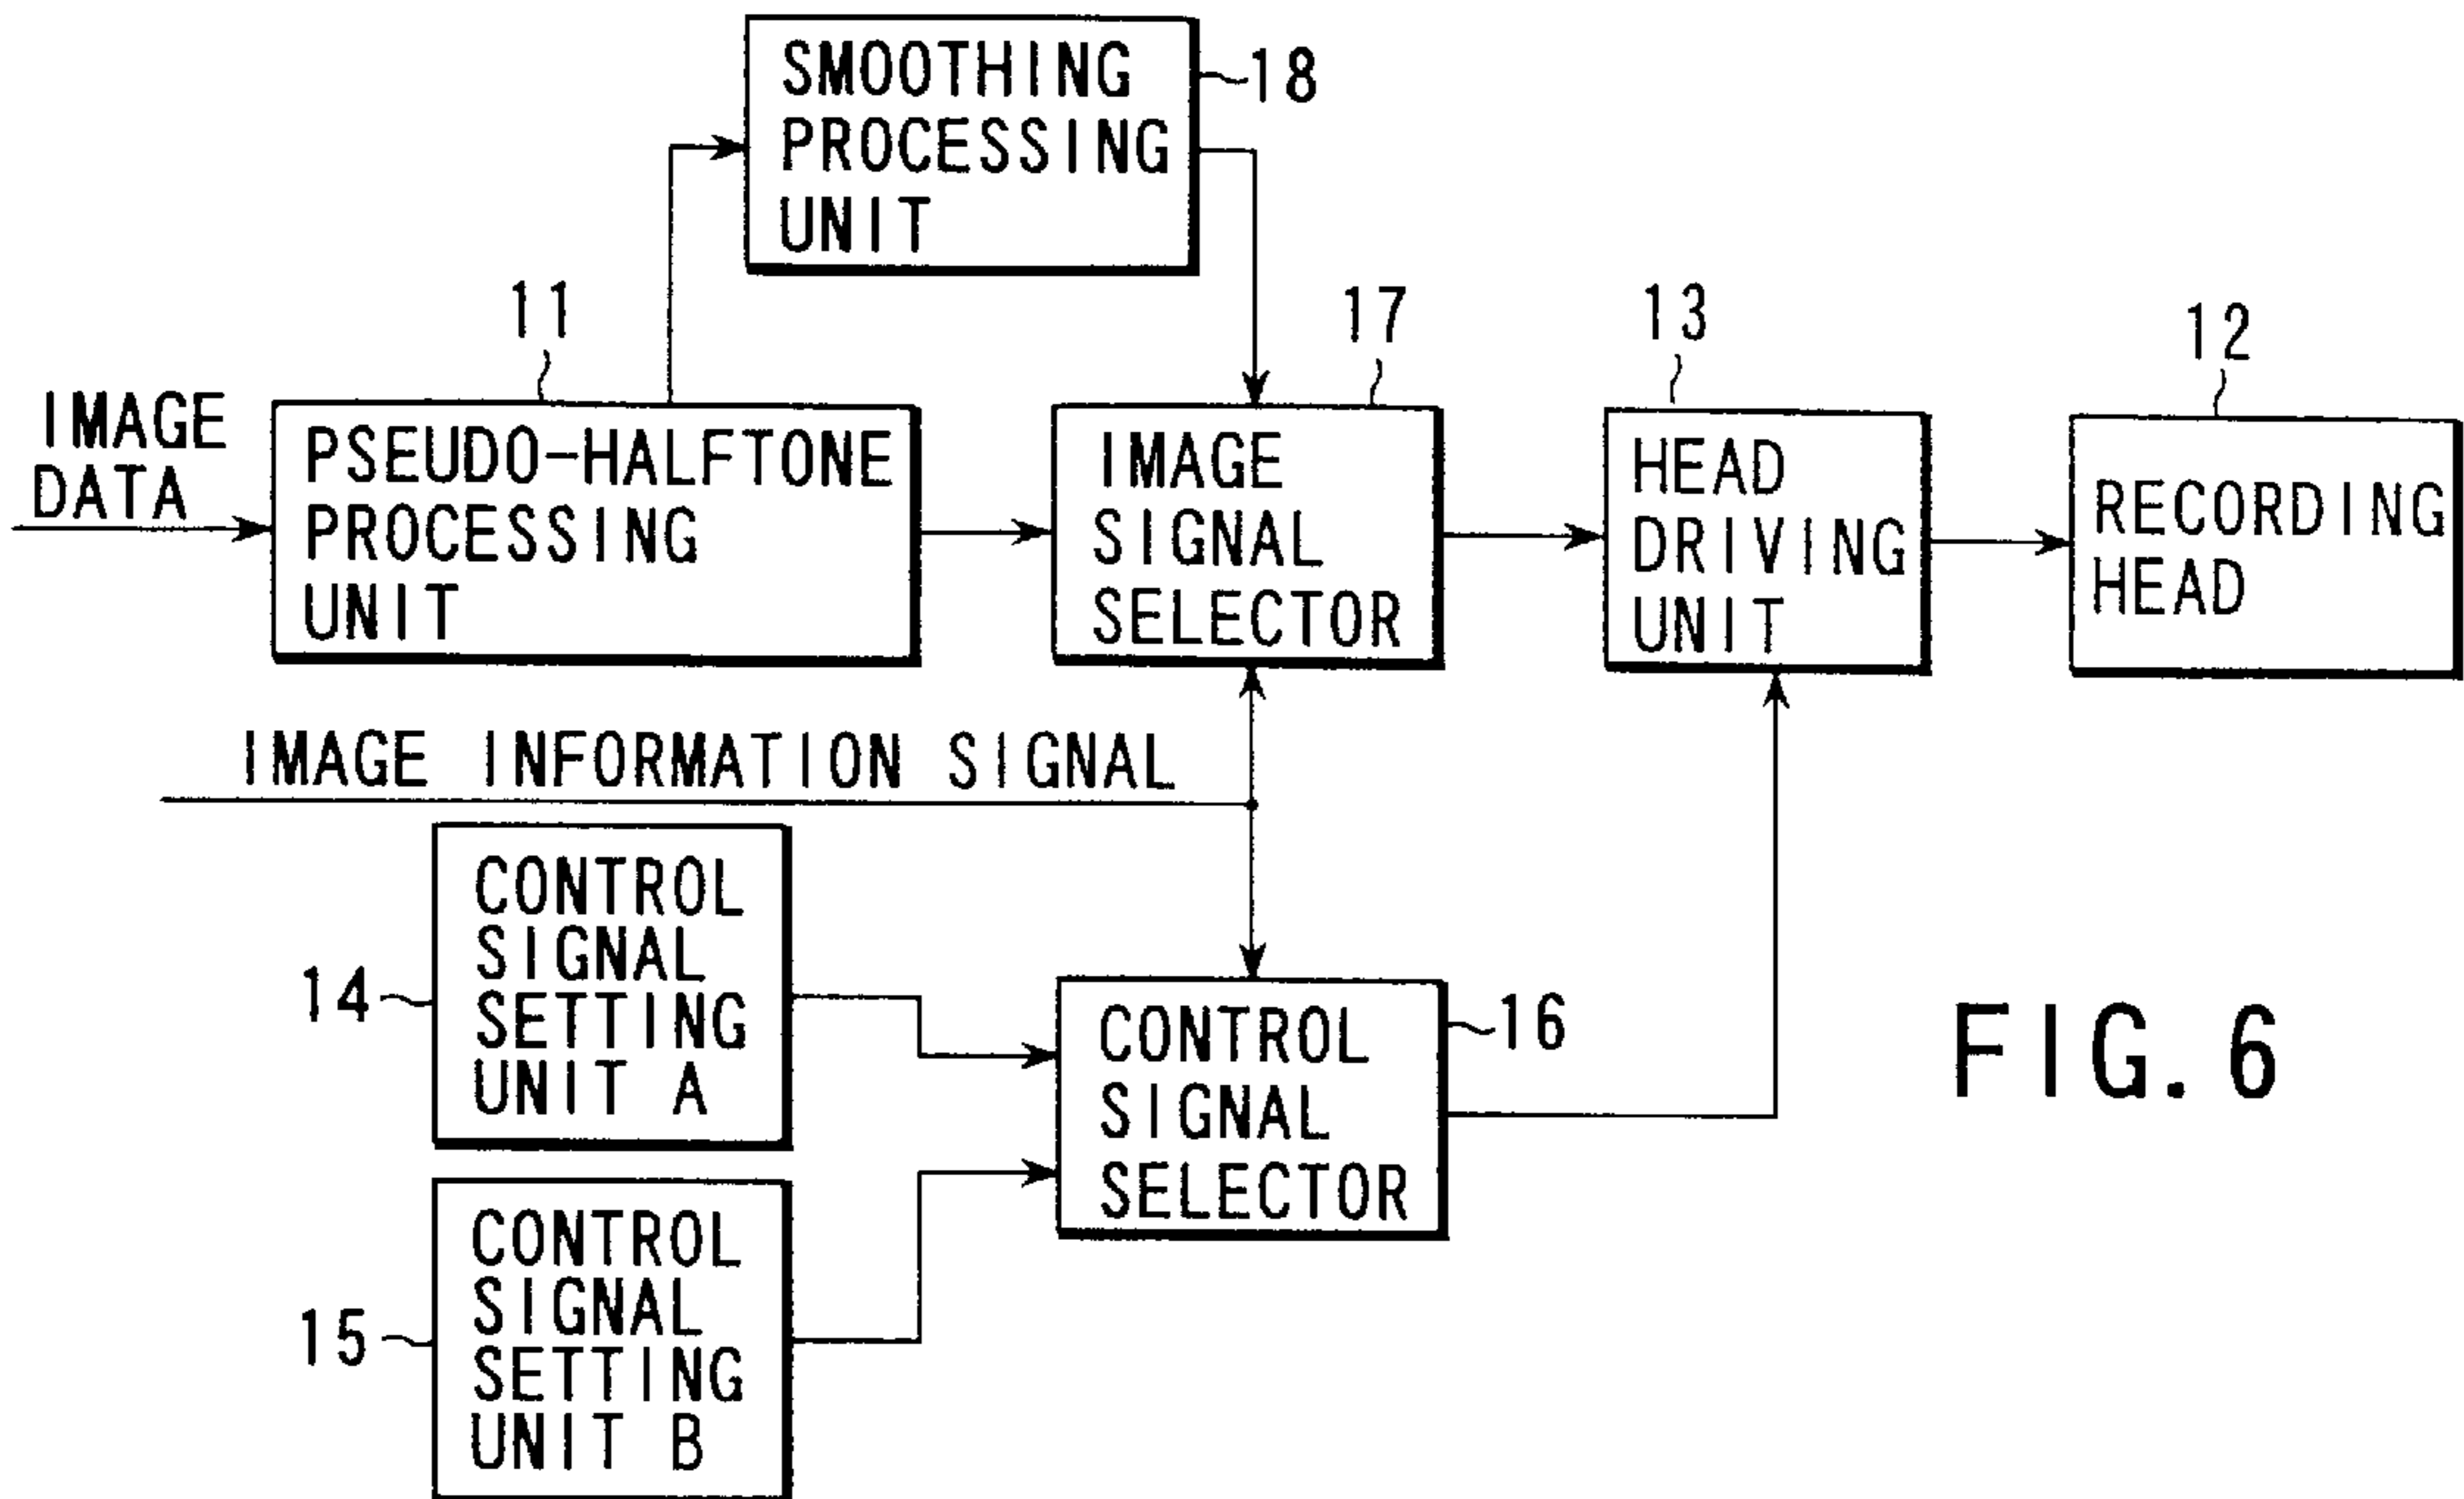 SMOOTHING
PROCESSING
UNIT
18
11
17
13
12
IMAGE
DATA
PSEUDO-HALFTONE
PROCESSING
UNIT
IMAGE
SIGNAL
SELECTOR
HEAD
DRIVING
UNIT
RECORDING
HEAD
IMAGE INFORMATION SIGNAL
CONTROL
SIGNAL
SETTING
UNIT A
14
CONTROL
SIGNAL
SELECTOR
16
FIG. 6
CONTROL
SIGNAL
SETTING
UNIT B
15